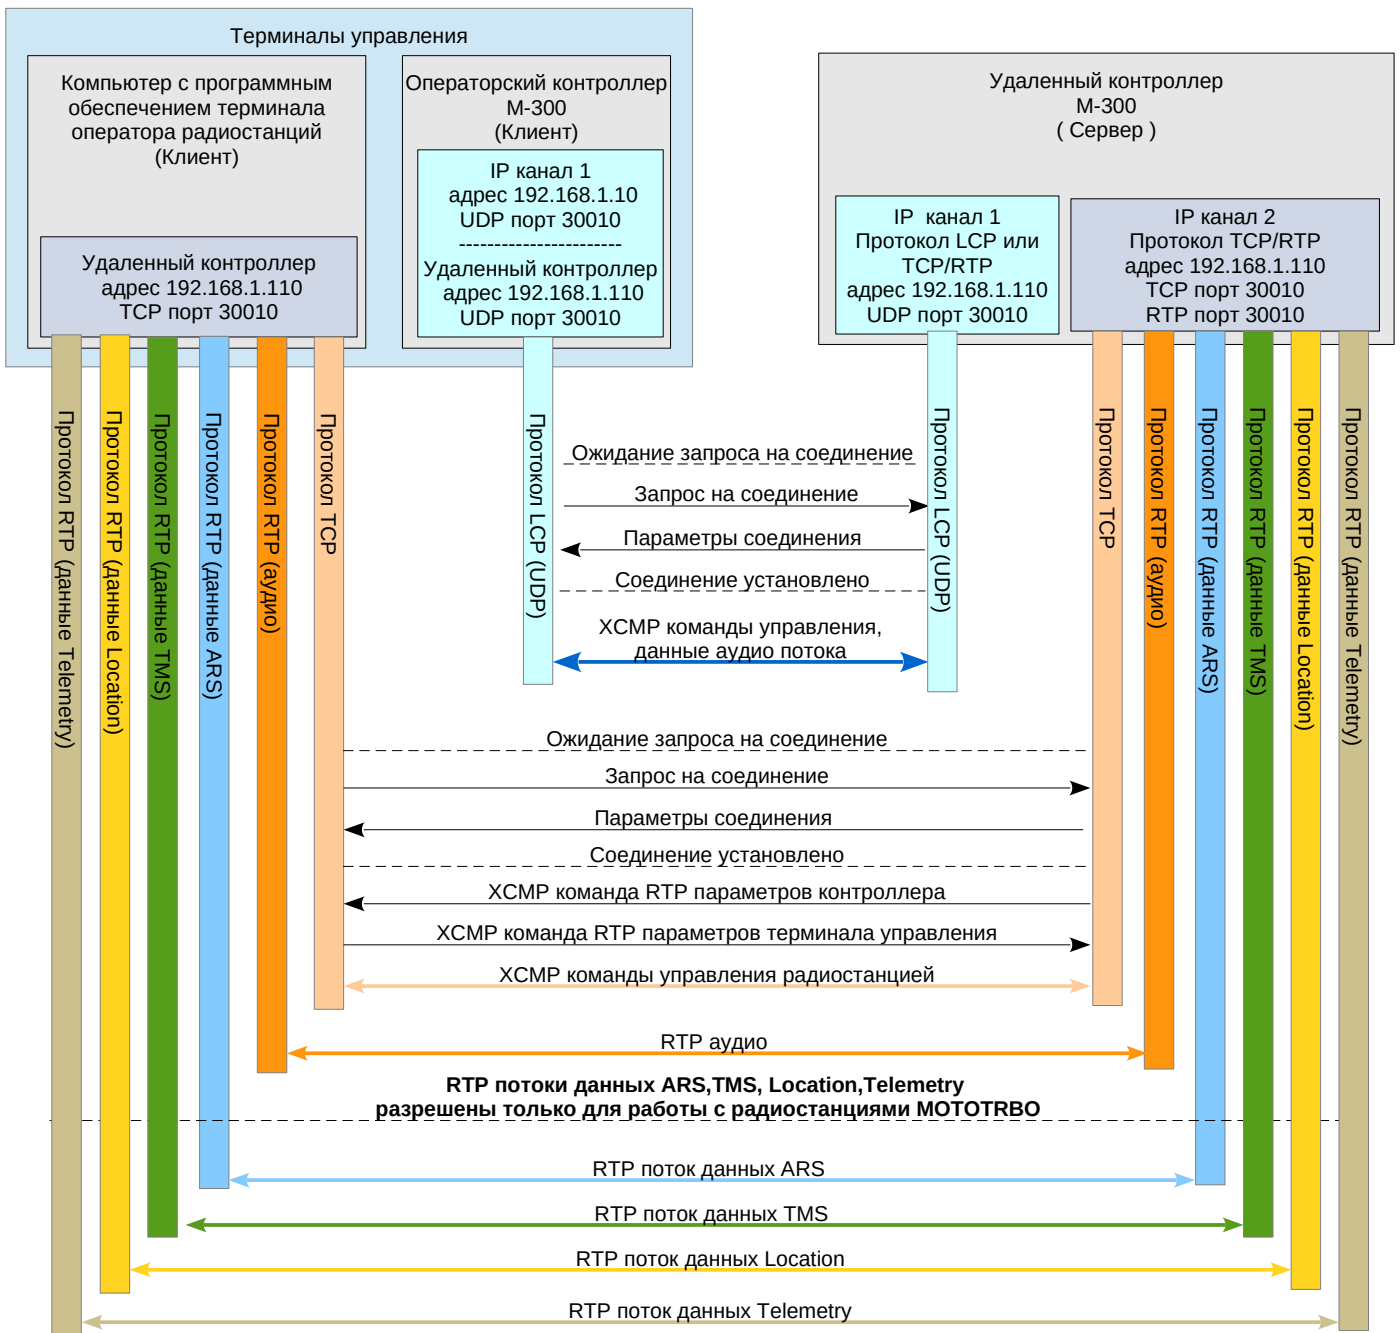 Терминалы управления
Компьютер с программным
обеспечением терминала
оператора радиостанций
(Клиент)
Удаленный контроллер
адрес 192.168.1.110
TCP порт 30010
Операторский контроллер
М-300
(Клиент)
IP канал 1
адрес 192.168.1.10
UDP порт 30010
-----------------------
Удаленный контроллер
адрес 192.168.1.110
UDP порт 30010
Удаленный контроллер
М-300
( Сервер )
IP  канал 1
Протокол LCP или
TCP/RTP
адрес 192.168.1.110
UDP порт 30010
IP канал 2
Протокол TCP/RTP
адрес 192.168.1.110
TCP порт 30010
RTP порт 30010
Протокол RTP (данные Telemetry)
Протокол RTP (данные Location)
Протокол RTP (данные TMS)
Протокол RTP (данные ARS)
Протокол RTP (аудио)
Протокол TCP
Протокол LCP (UDP)
Протокол LCP (UDP)
Протокол TCP
Протокол RTP (аудио)
Протокол RTP (данные ARS)
Протокол RTP (данные TMS)
Протокол RTP (данные Location)
Протокол RTP (данные Telemetry)
Ожидание запроса на соединение
Запрос на соединение
Параметры соединения
Соединение установлено
XCMP команды управления,
данные аудио потока
Ожидание запроса на соединение
Запрос на соединение
Параметры соединения
Соединение установлено
XCMP команда RTP параметров контроллера
XCMP команда RTP параметров терминала управления
XCMP команды управления радиостанцией
RTP аудио
RTP потоки данных ARS,TMS, Location,Telemetry
разрешены только для работы с радиостанциями MOTOTRBO
RTP поток данных ARS
RTP поток данных TMS
RTP поток данных Location
RTP поток данных Telemetry